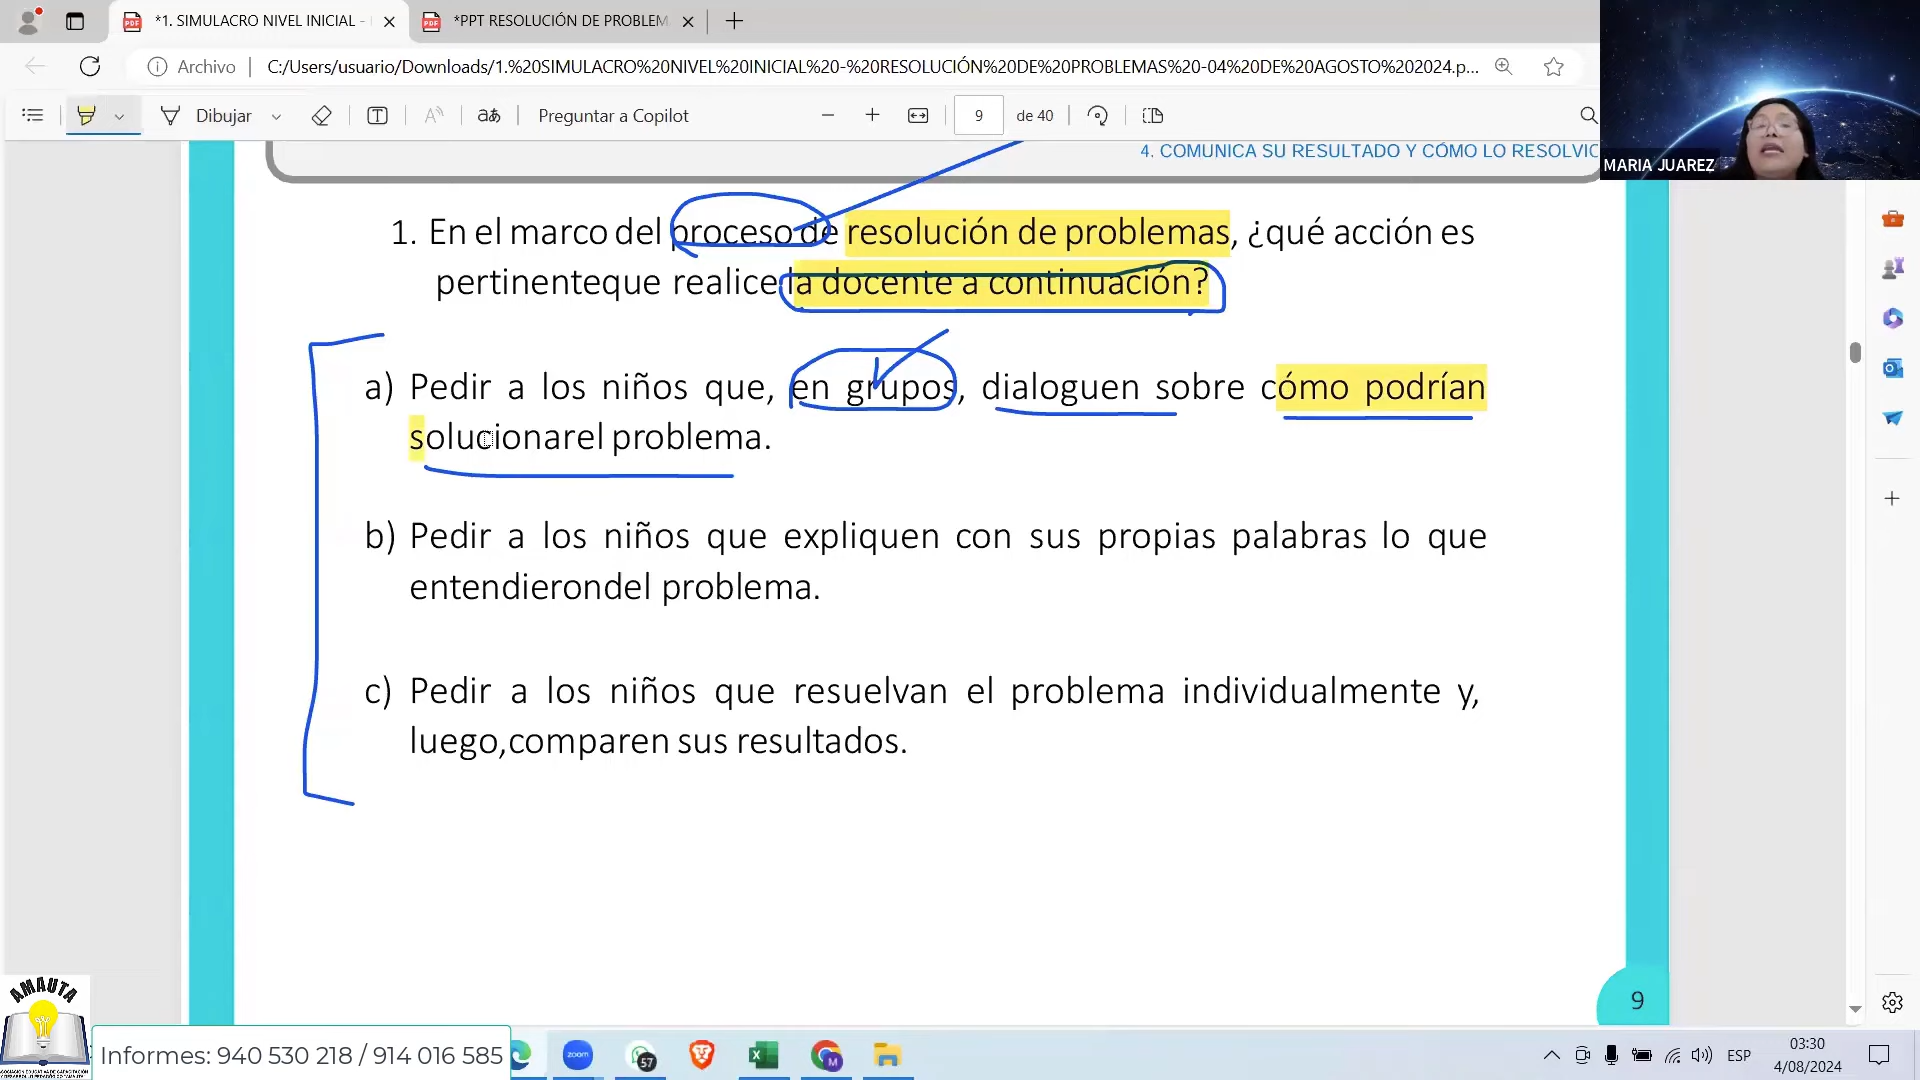 *1. SIMULACRO NIVEL INICIAL -
*PPT RESOLUCIÓN DE PROBLEM
Archivo
C:/Users/usuario/Downloads/1.%20SIMULACRO%20NIVEL%20INICIAL%20-%20RESOLUCIÓN%20DE%20PROBLEMAS%20-04%20DE%20AGOSTO%202024.p...
Dibujar
Preguntar a Copilot
9
de 40
4. COMUNICA SU RESULTADO Y CÓMO LO RESOLVIÓ
MARIA JUAREZ
1. En el marco del proceso de resolución de problemas, ¿qué acción es
pertinenteque realice la docente a continuación?
a) Pedir a los niños que, en grupos, dialoguen sobre cómo podrían
solucionarel problema.
b) Pedir a los niños que expliquen con sus propias palabras lo que
entendierondel problema.
c) Pedir a los niños que resuelvan el problema individualmente y,
luego,comparen sus resultados.
9
AMAUTA
Informes: 940 530 218 / 914 016 585
zoom
57
M
ESP
03:30
4/08/2024